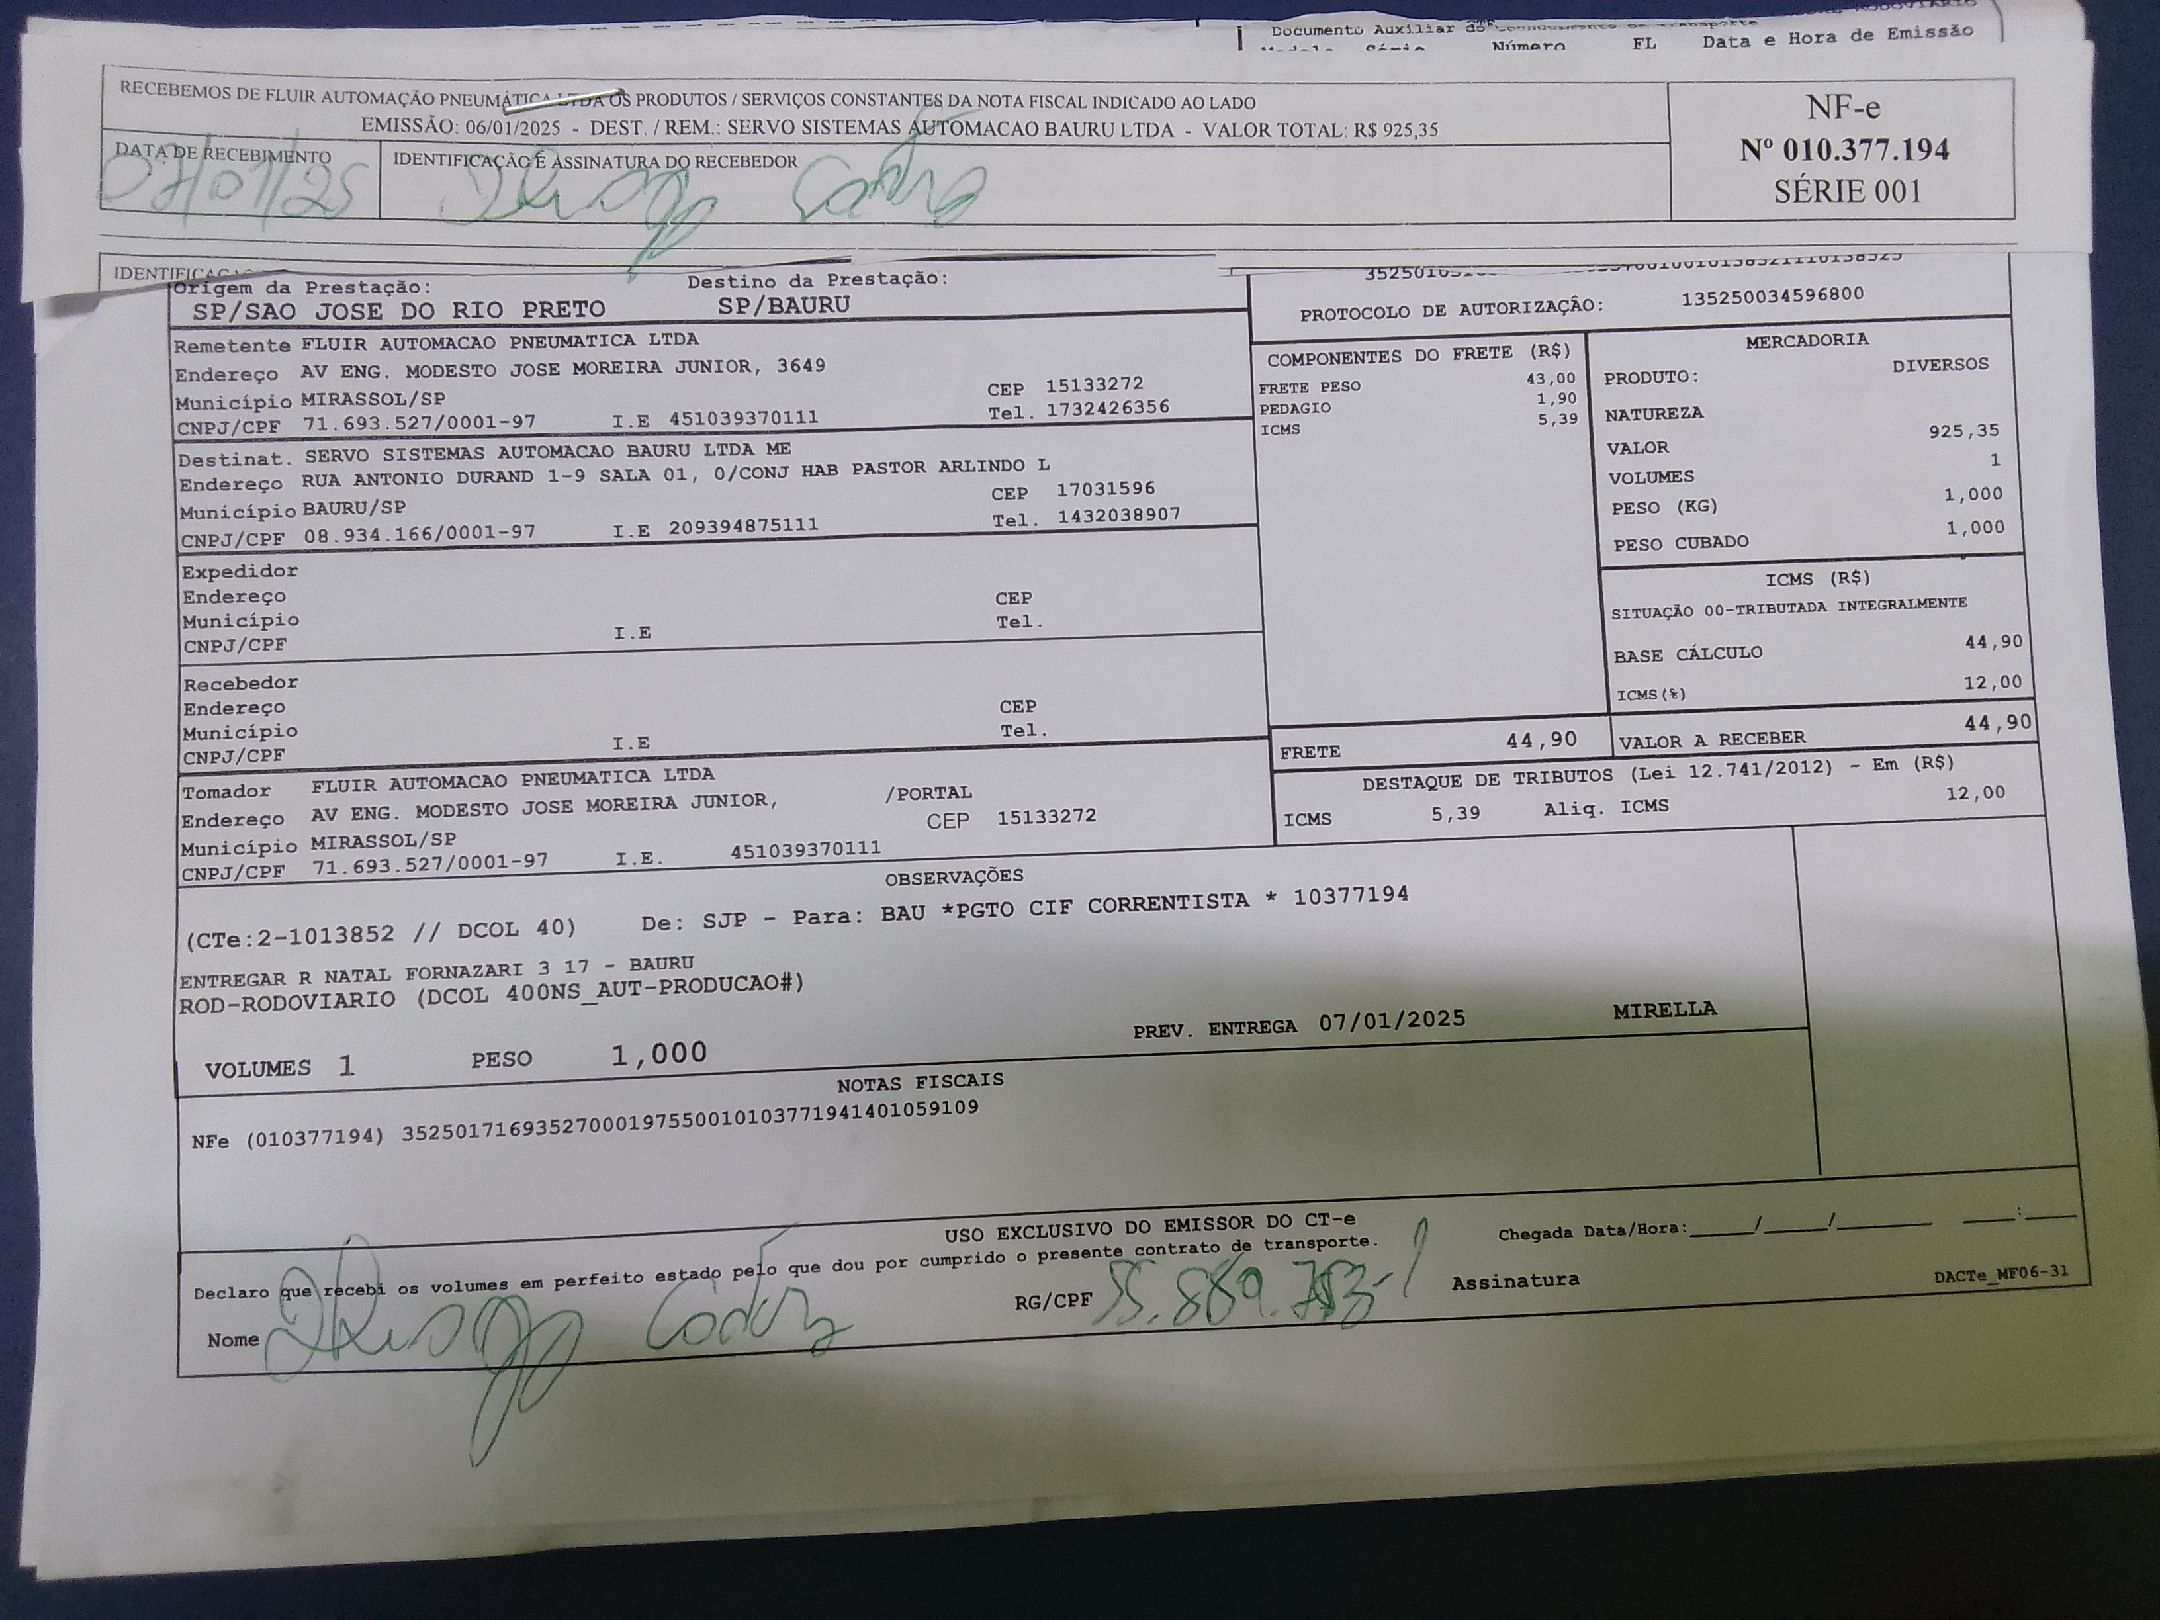 Documento Auxiliar do
Número FL Data e Hora de Emissão
RECEBEMOS DE FLUIR AUTOMAÇÃO PNEUMÁTICA LTDA OS PRODUTOS / SERVIÇOS CONSTANTES DA NOTA FISCAL INDICADO AO LADO
EMISSÃO: 06/01/2025 - DEST. / REM.: SERVO SISTEMAS AUTOMACAO BAURU LTDA - VALOR TOTAL: R$ 925,35
NF-e
Nº 010.377.194
SÉRIE 001
DATA DE RECEBIMENTO
07/01/25
IDENTIFICAÇÃO E ASSINATURA DO RECEBEDOR
Origem da Prestação: Destino da Prestação:
SP/SAO JOSE DO RIO PRETO SP/BAURU
PROTOCOLO DE AUTORIZAÇÃO: 135250034596800
Remetente FLUIR AUTOMACAO PNEUMATICA LTDA
Endereço AV ENG. MODESTO JOSE MOREIRA JUNIOR, 3649
Município MIRASSOL/SP CEP 15133272
CNPJ/CPF 71.693.527/0001-97 I.E 451039370111 Tel. 1732426356
Destinat. SERVO SISTEMAS AUTOMACAO BAURU LTDA ME
Endereço RUA ANTONIO DURAND 1-9 SALA 01, 0/CONJ HAB PASTOR ARLINDO L
Município BAURU/SP CEP 17031596
CNPJ/CPF 08.934.166/0001-97 I.E 209394875111 Tel. 1432038907
Expedidor
Endereço
Município CEP
CNPJ/CPF I.E Tel.
Recebedor
Endereço
Município CEP
CNPJ/CPF I.E Tel.
Tomador FLUIR AUTOMACAO PNEUMATICA LTDA
Endereço AV ENG. MODESTO JOSE MOREIRA JUNIOR, /PORTAL
Município MIRASSOL/SP CEP 15133272
CNPJ/CPF 71.693.527/0001-97 I.E. 451039370111
COMPONENTES DO FRETE (R$)
FRETE PESO 43,00
PEDAGIO 1,90
ICMS 5,39
FRETE 44,90
MERCADORIA
PRODUTO: DIVERSOS
NATUREZA
VALOR 925,35
VOLUMES 1
PESO (KG) 1,000
PESO CUBADO 1,000
ICMS (R$)
SITUAÇÃO 00-TRIBUTADA INTEGRALMENTE
BASE CÁLCULO 44,90
ICMS(%) 12,00
VALOR A RECEBER 44,90
DESTAQUE DE TRIBUTOS (Lei 12.741/2012) - Em (R$)
ICMS 5,39 Aliq. ICMS 12,00
OBSERVAÇÕES
(CTe:2-1013852 // DCOL 40) De: SJP - Para: BAU *PGTO CIF CORRENTISTA * 10377194
ENTREGAR R NATAL FORNAZARI 3 17 - BAURU
ROD-RODOVIARIO (DCOL 400NS_AUT-PRODUCAO#)
PREV. ENTREGA 07/01/2025 MIRELLA
VOLUMES 1 PESO 1,000
NOTAS FISCAIS
NFe (010377194) 35250171693527000197550010103771941401059109
USO EXCLUSIVO DO EMISSOR DO CT-e
Declaro que recebi os volumes em perfeito estado pelo que dou por cumprido o presente contrato de transporte.
Chegada Data/Hora:_____/_____/_______ ____:____
Nome RG/CPF Assinatura
DACTe_MF06-31